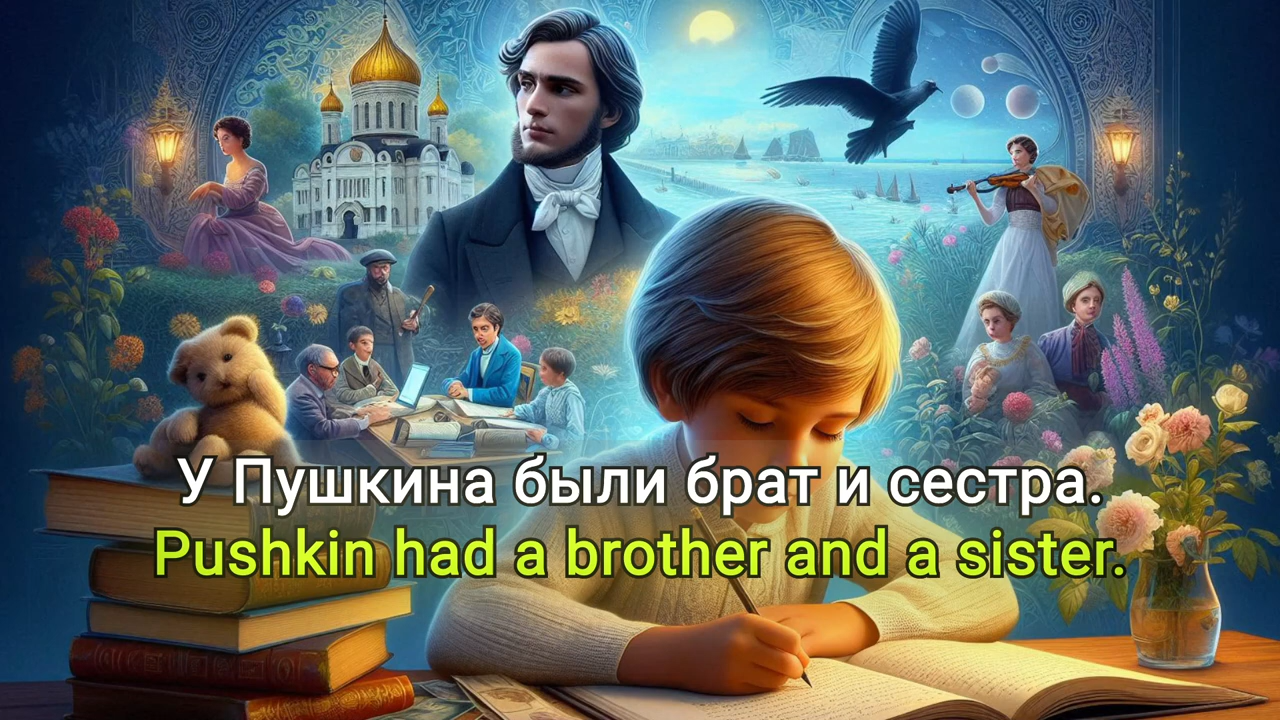 У Пушкина были брат и сестра.
Pushkin had a brother and a sister.